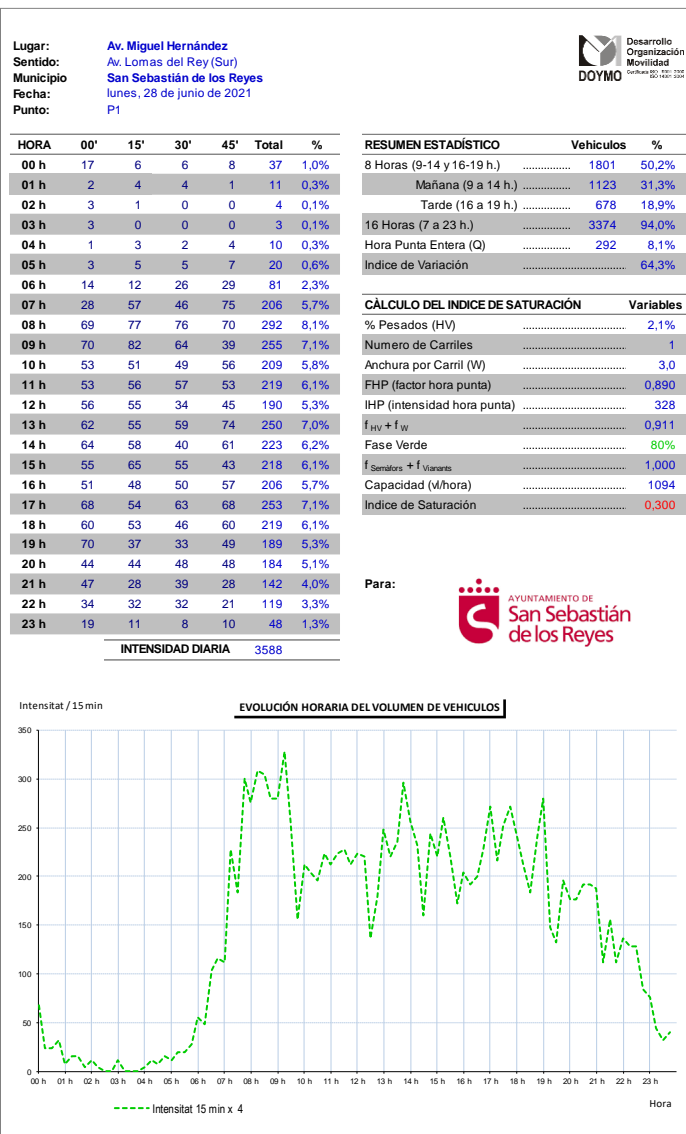 Lugar: Av. Miguel Hernández
Sentido: Av. Lomas del Rey (Sur)
Municipio San Sebastián de los Reyes
Fecha: lunes, 28 de junio de 2021
Punto: P1
Desarrollo
Organización
Movilidad
DOYMO
HORA 00' 15' 30' 45' Total %
00 h 17 6 6 8 37 1,0%
01 h 2 4 4 1 11 0,3%
02 h 3 1 0 0 4 0,1%
03 h 3 0 0 0 3 0,1%
04 h 1 3 2 4 10 0,3%
05 h 3 5 5 7 20 0,6%
06 h 14 12 26 29 81 2,3%
07 h 28 57 46 75 206 5,7%
08 h 69 77 76 70 292 8,1%
09 h 70 82 64 39 255 7,1%
10 h 53 51 49 56 209 5,8%
11 h 53 56 57 53 219 6,1%
12 h 56 55 34 45 190 5,3%
13 h 62 55 59 74 250 7,0%
14 h 64 58 40 61 223 6,2%
15 h 55 65 55 43 218 6,1%
16 h 51 48 50 57 206 5,7%
17 h 68 54 63 68 253 7,1%
18 h 60 53 46 60 219 6,1%
19 h 70 37 33 49 189 5,3%
20 h 44 44 48 48 184 5,1%
21 h 47 28 39 28 142 4,0%
22 h 34 32 32 21 119 3,3%
23 h 19 11 8 10 48 1,3%
INTENSIDAD DIARIA 3588
RESUMEN ESTADÍSTICO Vehiculos %
8 Horas (9-14 y 16-19 h.) ............... 1801 50,2%
Mañana (9 a 14 h.) ............... 1123 31,3%
Tarde (16 a 19 h.) ............... 678 18,9%
16 Horas (7 a 23 h.) ............... 3374 94,0%
Hora Punta Entera (Q) ............... 292 8,1%
Indice de Variación ................................. 64,3%
CÀLCULO DEL INDICE DE SATURACIÓN Variables
% Pesados (HV) ................................. 2,1%
Numero de Carriles ................................. 1
Anchura por Carril (W) ................................. 3,0
FHP (factor hora punta) ................................. 0,890
IHP (intensidad hora punta) ................................. 328
f HV + f W ................................. 0,911
Fase Verde ................................. 80%
f Semàfors + f Vianants ................................. 1,000
Capacidad (vl/hora) ................................. 1094
Indice de Saturación ................................. 0,300
Para:
AYUNTAMIENTO DE
San Sebastián
de los Reyes
Intensitat / 15 min
EVOLUCIÓN HORARIA DEL VOLUMEN DE VEHICULOS
350
300
250
200
150
100
50
0
00 h 01 h 02 h 03 h 04 h 05 h 06 h 07 h 08 h 09 h 10 h 11 h 12 h 13 h 14 h 15 h 16 h 17 h 18 h 19 h 20 h 21 h 22 h 23 h
Intensitat 15 min x 4
Hora